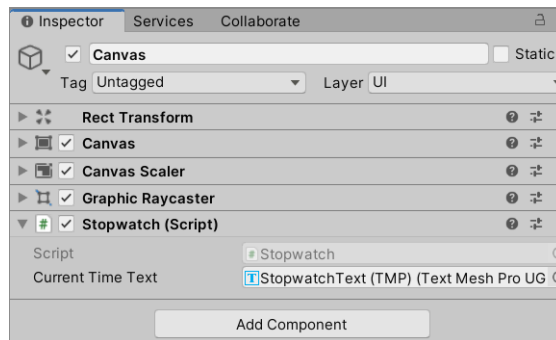 Inspector Services Collaborate
Canvas Static
Tag Untagged Layer UI
Rect Transform
Canvas
Canvas Scaler
Graphic Raycaster
# Stopwatch (Script)
Script # Stopwatch
Current Time Text T StopwatchText (TMP) (Text Mesh Pro UG
Add Component